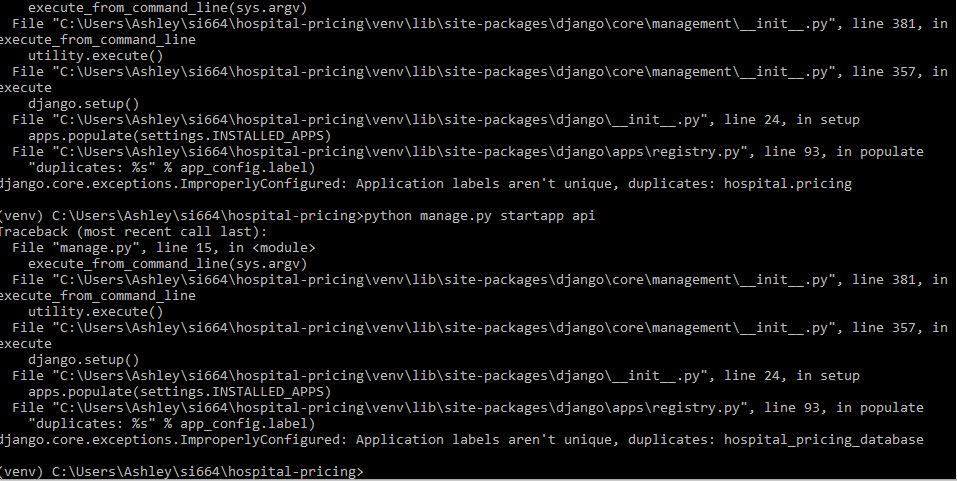 execute_from_command_line(sys.argv)
File "C:\Users\Ashley\si664\hospital-pricing\venv\lib\site-packages\django\core\management\__init__.py", line 381, in
execute_from_command_line
utility.execute()
File "C:\Users\Ashley\si664\hospital-pricing\venv\lib\site-packages\django\core\management\__init__.py", line 357, in
execute
django.setup()
File "C:\Users\Ashley\si664\hospital-pricing\venv\lib\site-packages\django\__init__.py", line 24, in setup
apps.populate(settings.INSTALLED_APPS)
File "C:\Users\Ashley\si664\hospital-pricing\venv\lib\site-packages\django\apps\registry.py", line 93, in populate
"duplicates: %s" % app_config.label)
django.core.exceptions.ImproperlyConfigured: Application labels aren't unique, duplicates: hospital.pricing
(venv) C:\Users\Ashley\si664\hospital-pricing>python manage.py startapp api
Traceback (most recent call last):
File "manage.py", line 15, in <module>
execute_from_command_line(sys.argv)
File "C:\Users\Ashley\si664\hospital-pricing\venv\lib\site-packages\django\core\management\__init__.py", line 381, in
execute_from_command_line
utility.execute()
File "C:\Users\Ashley\si664\hospital-pricing\venv\lib\site-packages\django\core\management\__init__.py", line 357, in
execute
django.setup()
File "C:\Users\Ashley\si664\hospital-pricing\venv\lib\site-packages\django\__init__.py", line 24, in setup
apps.populate(settings.INSTALLED_APPS)
File "C:\Users\Ashley\si664\hospital-pricing\venv\lib\site-packages\django\apps\registry.py", line 93, in populate
"duplicates: %s" % app_config.label)
django.core.exceptions.ImproperlyConfigured: Application labels aren't unique, duplicates: hospital_pricing_database
(venv) C:\Users\Ashley\si664\hospital-pricing>